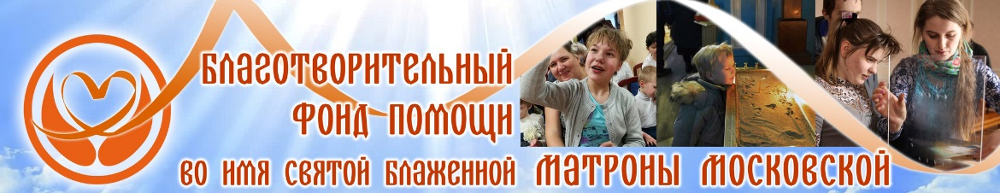 БЛАГОТВОРИТЕЛЬНЫЙ
ФОНД ПОМОЩИ
ВО ИМЯ СВЯТОЙ БЛАЖЕННОЙ МАТРОНЫ МОСКОВСКОЙ